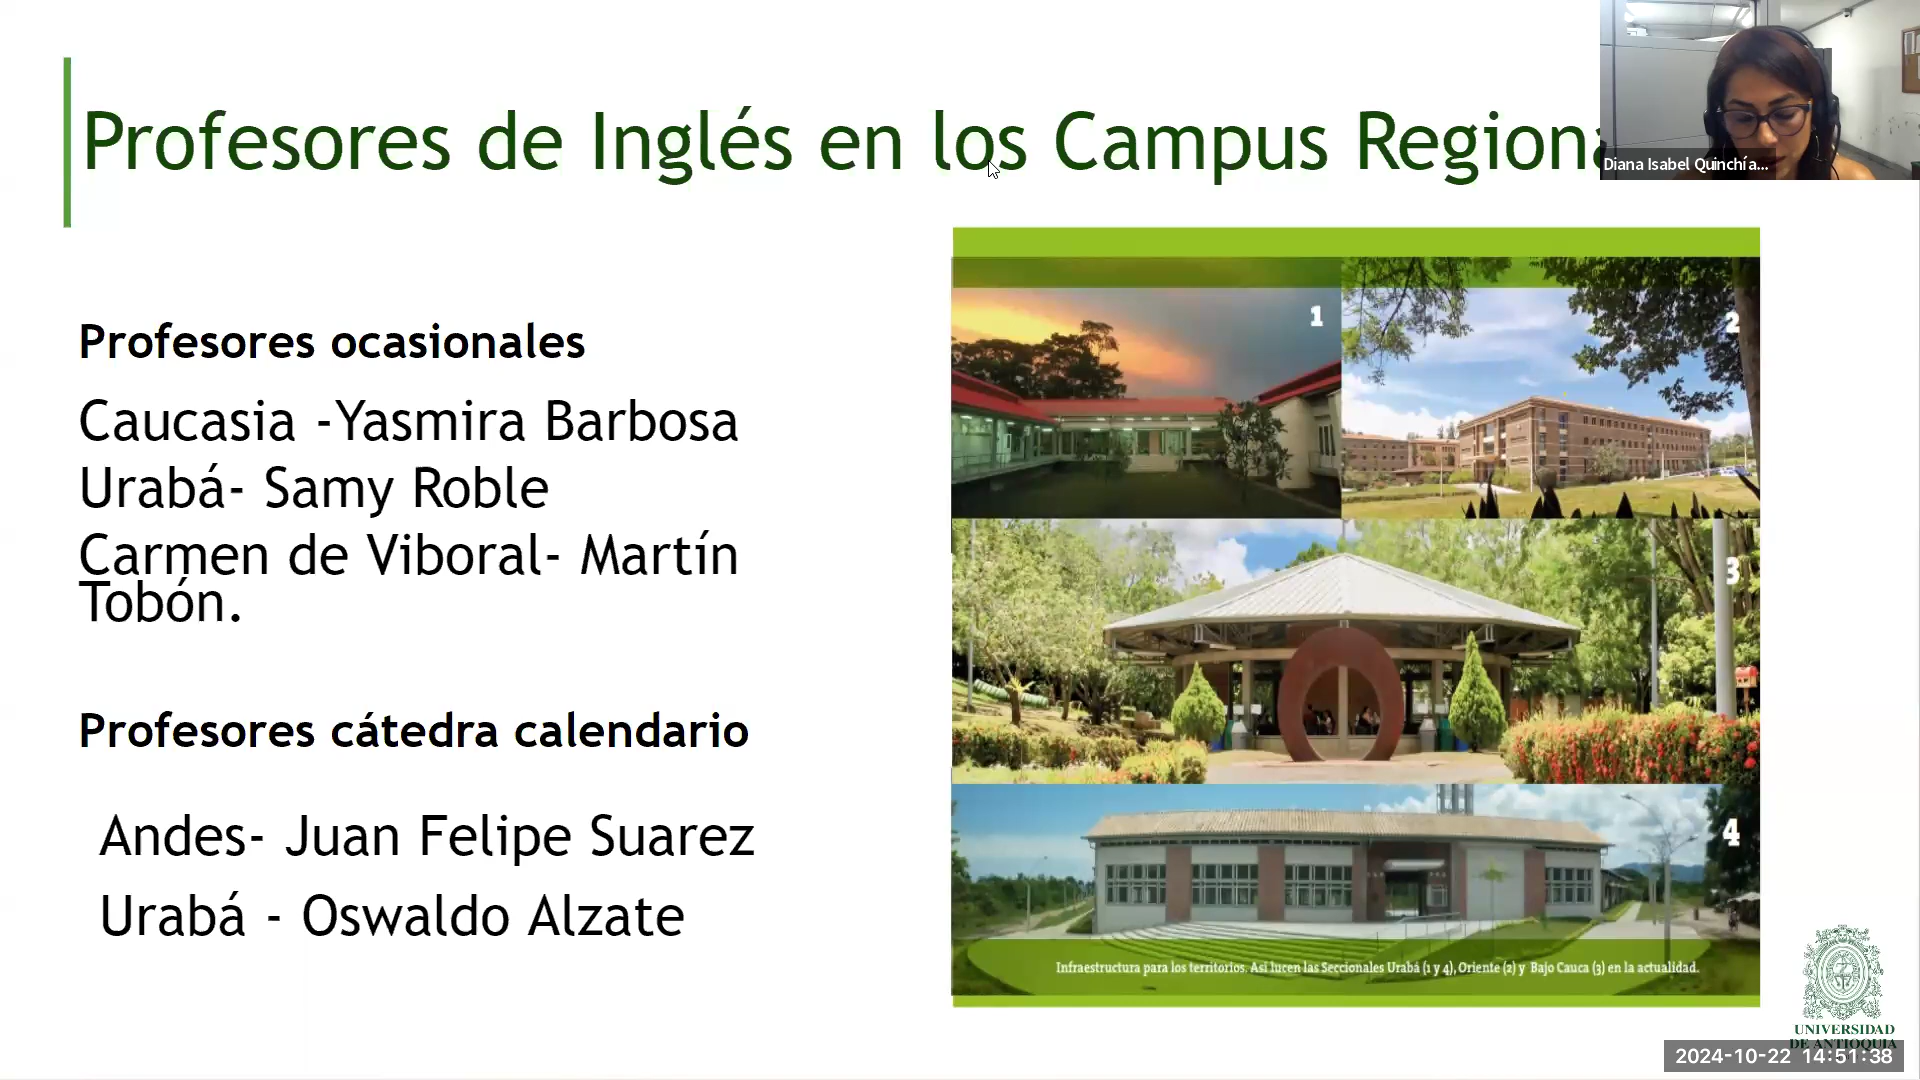 Profesores de Inglés en los Campus Regiona
Diana Isabel Quinchía...
Profesores ocasionales
Caucasia -Yasmira Barbosa
Urabá- Samy Roble
Carmen de Viboral- Martín
Tobón.
Profesores cátedra calendario
Andes- Juan Felipe Suarez
Urabá - Oswaldo Alzate
1
2
3
4
Infraestructura para los territorios. Así lucen las Seccionales Urabá (1 y 4), Oriente (2) y Bajo Cauca (3) en la actualidad.
UNIVERSIDAD
DE ANTIOQUIA
2024-10-22 14:51:38